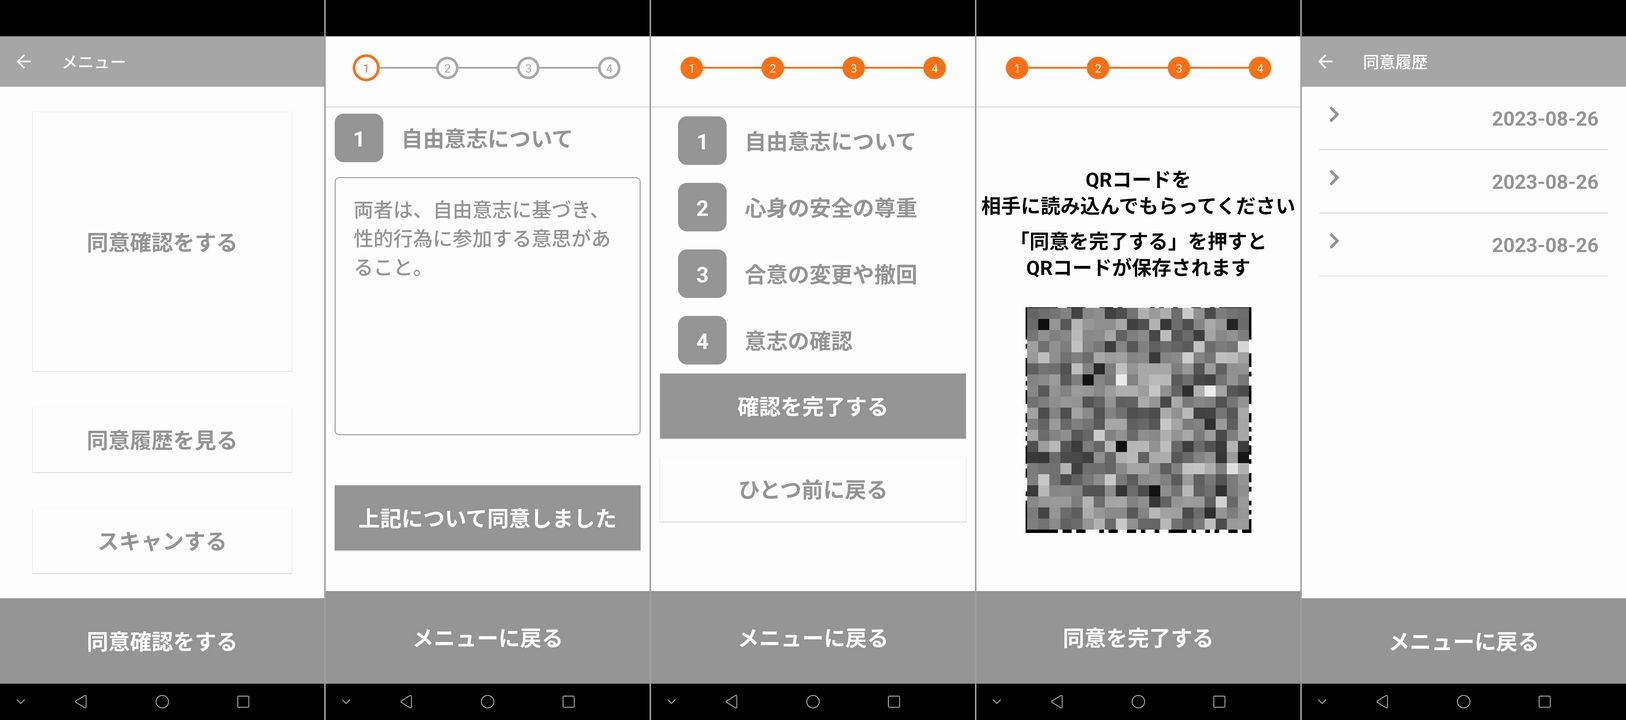 メニュー
同意確認をする
同意履歴を見る
スキャンする
同意確認をする
1 2 3 4
1 自由意志について
両者は、自由意志に基づき、
性的行為に参加する意思があ
ること。
上記について同意しました
メニューに戻る
1 2 3 4
1 自由意志について
2 心身の安全の尊重
3 合意の変更や撤回
4 意志の確認
確認を完了する
ひとつ前に戻る
メニューに戻る
1 2 3 4
QRコードを
相手に読み込んでもらってください
「同意を完了する」を押すと
QRコードが保存されます
同意を完了する
同意履歴
2023-08-26
2023-08-26
2023-08-26
メニューに戻る